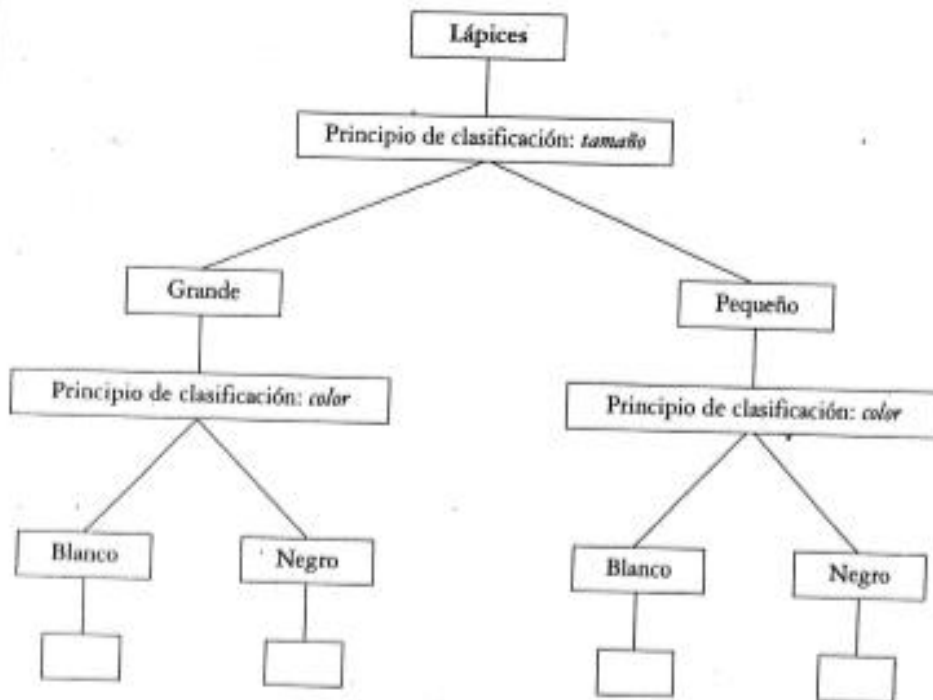 Lápices
Principio de clasificación: tamaño
Grande
Pequeño
Principio de clasificación: color
Principio de clasificación: color
Blanco
Negro
Blanco
Negro